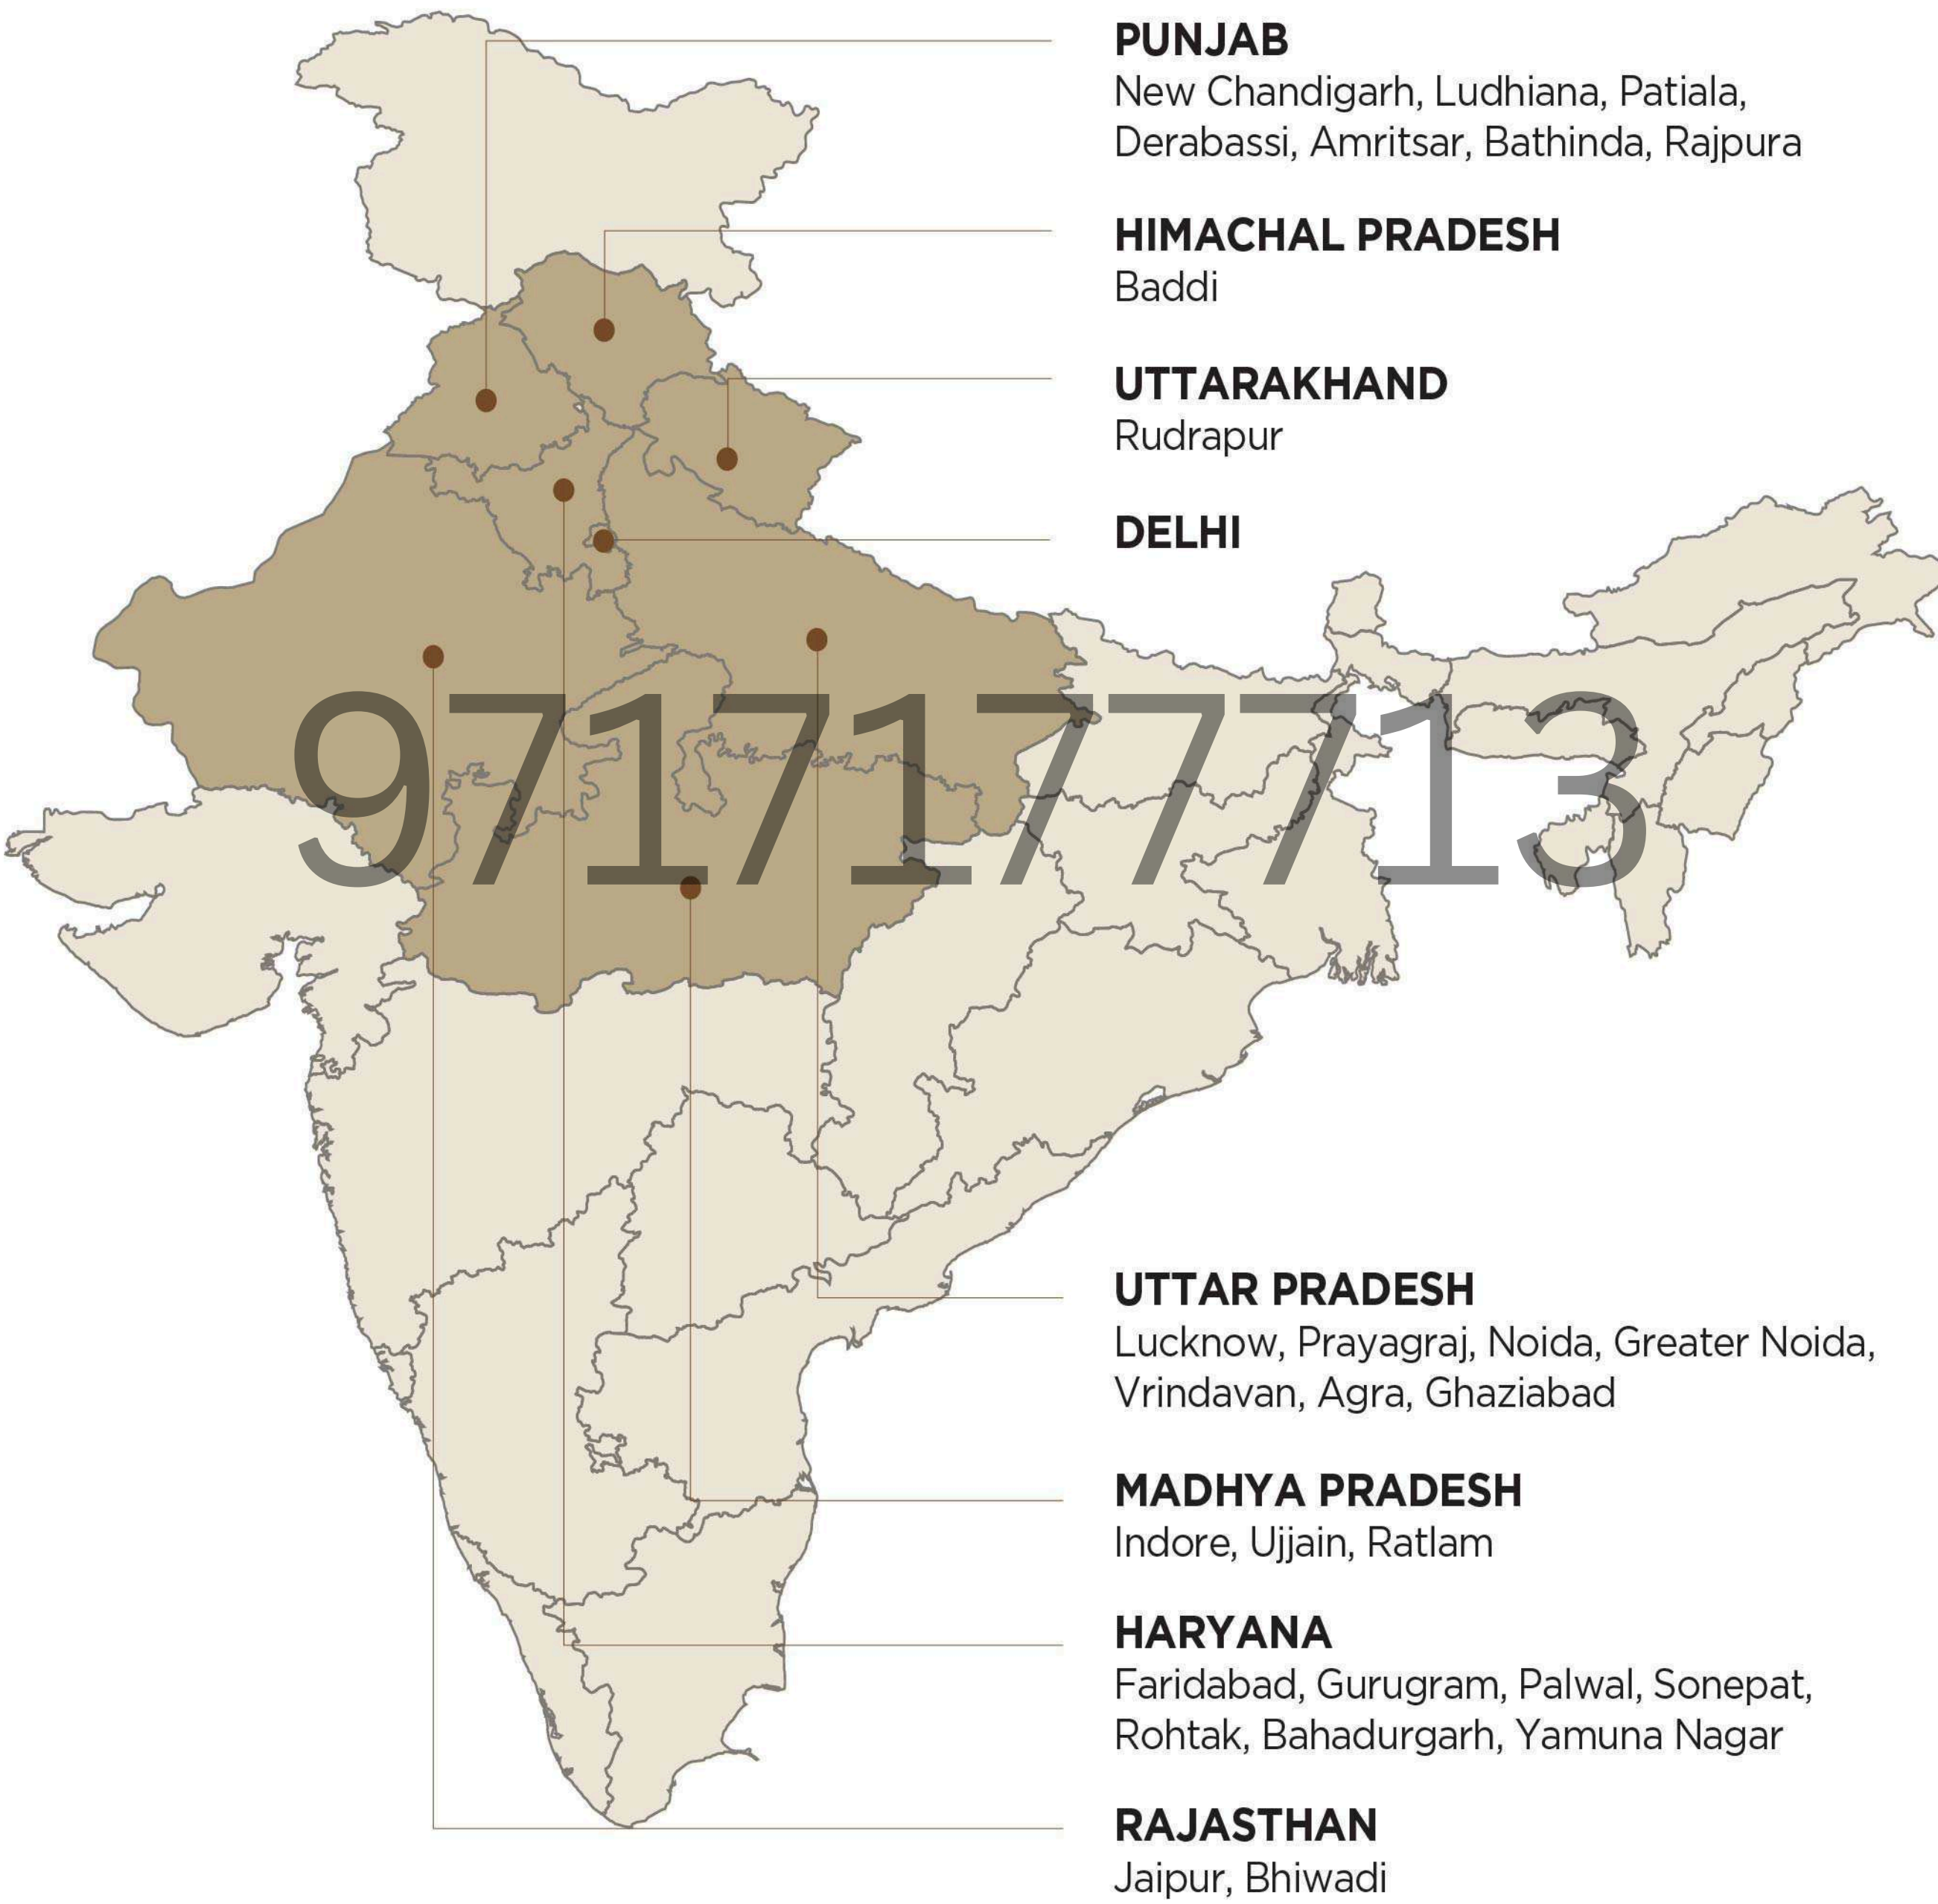 PUNJAB
New Chandigarh, Ludhiana, Patiala,
Derabassi, Amritsar, Bathinda, Rajpura
HIMACHAL PRADESH
Baddi
UTTARAKHAND
Rudrapur
DELHI
9717177713
UTTAR PRADESH
Lucknow, Prayagraj, Noida, Greater Noida,
Vrindavan, Agra, Ghaziabad
MADHYA PRADESH
Indore, Ujjain, Ratlam
HARYANA
Faridabad, Gurugram, Palwal, Sonepat,
Rohtak, Bahadurgarh, Yamuna Nagar
RAJASTHAN
Jaipur, Bhiwadi